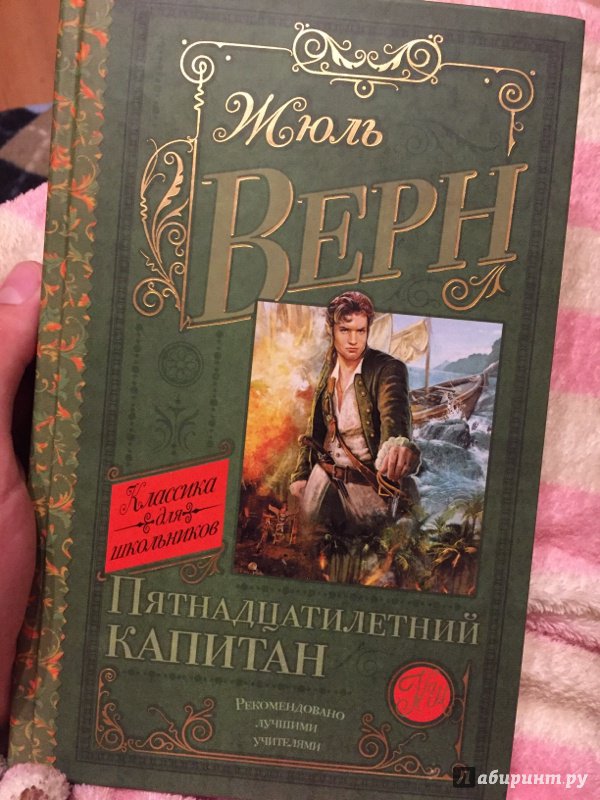 Жюль
ВЕРН
Классика
для
школьников
Пятнадцатилетний
капитан
Рекомендовано
лучшими
учителями
Лабиринт.ру